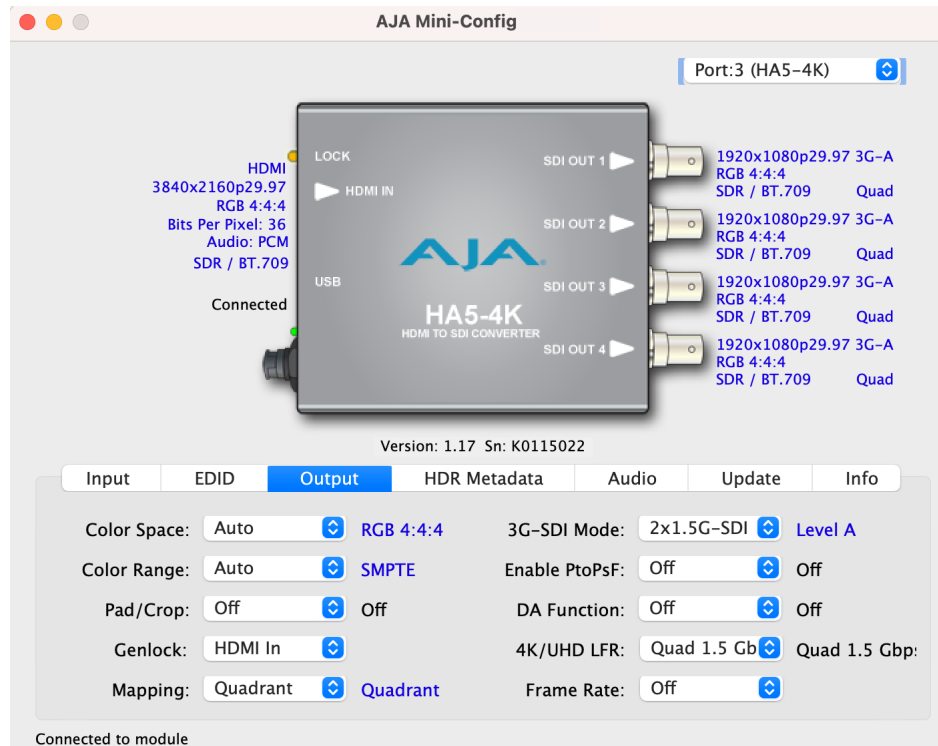 AJA Mini-Config
Port:3 (HA5-4K)
LOCK
HDMI IN
USB
AJA
HA5-4K
HDMI TO SDI CONVERTER
SDI OUT 1
SDI OUT 2
SDI OUT 3
SDI OUT 4
HDMI
3840x2160p29.97
RGB 4:4:4
Bits Per Pixel: 36
Audio: PCM
SDR / BT.709
Connected
1920x1080p29.97 3G-A
RGB 4:4:4
SDR / BT.709 Quad
1920x1080p29.97 3G-A
RGB 4:4:4
SDR / BT.709 Quad
1920x1080p29.97 3G-A
RGB 4:4:4
SDR / BT.709 Quad
1920x1080p29.97 3G-A
RGB 4:4:4
SDR / BT.709 Quad
Version: 1.17 Sn: K0115022
Input EDID Output HDR Metadata Audio Update Info
Color Space: Auto RGB 4:4:4 3G-SDI Mode: 2x1.5G-SDI Level A
Color Range: Auto SMPTE Enable PtoPsF: Off Off
Pad/Crop: Off Off DA Function: Off Off
Genlock: HDMI In 4K/UHD LFR: Quad 1.5 Gb Quad 1.5 Gbp
Mapping: Quadrant Quadrant Frame Rate: Off
Connected to module